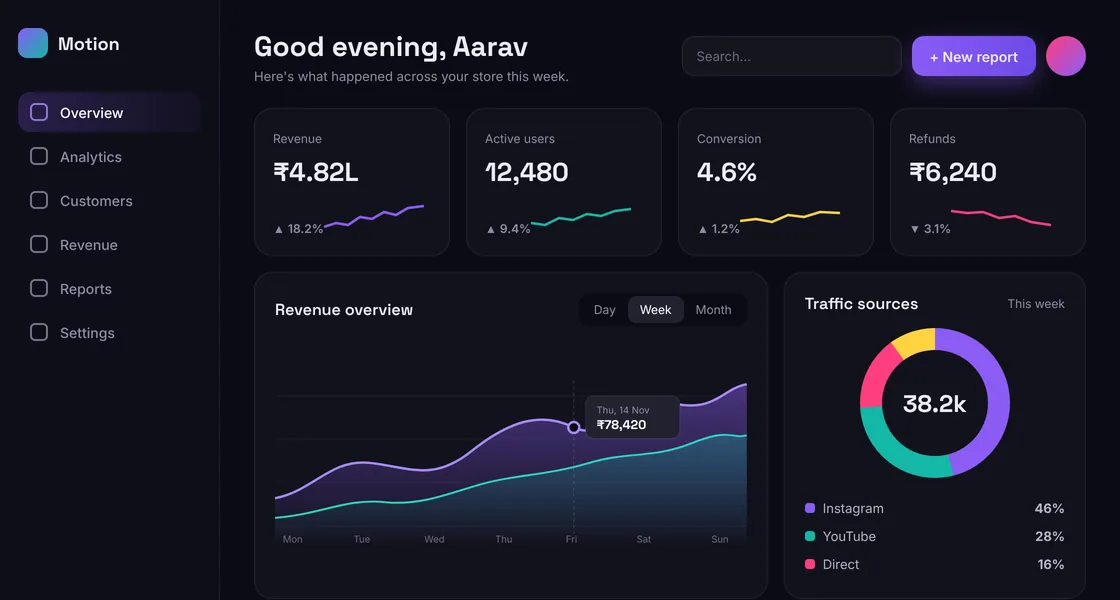 Motion
Overview
Analytics
Customers
Revenue
Reports
Settings
Good evening, Aarav
Here's what happened across your store this week.
Search...
+ New report
Revenue
₹4.82L
▲ 18.2%
Active users
12,480
▲ 9.4%
Conversion
4.6%
▲ 1.2%
Refunds
₹6,240
▼ 3.1%
Revenue overview
Day Week Month
Thu, 14 Nov
₹78,420
Mon Tue Wed Thu Fri Sat Sun
Traffic sources
This week
38.2k
Instagram 46%
YouTube 28%
Direct 16%